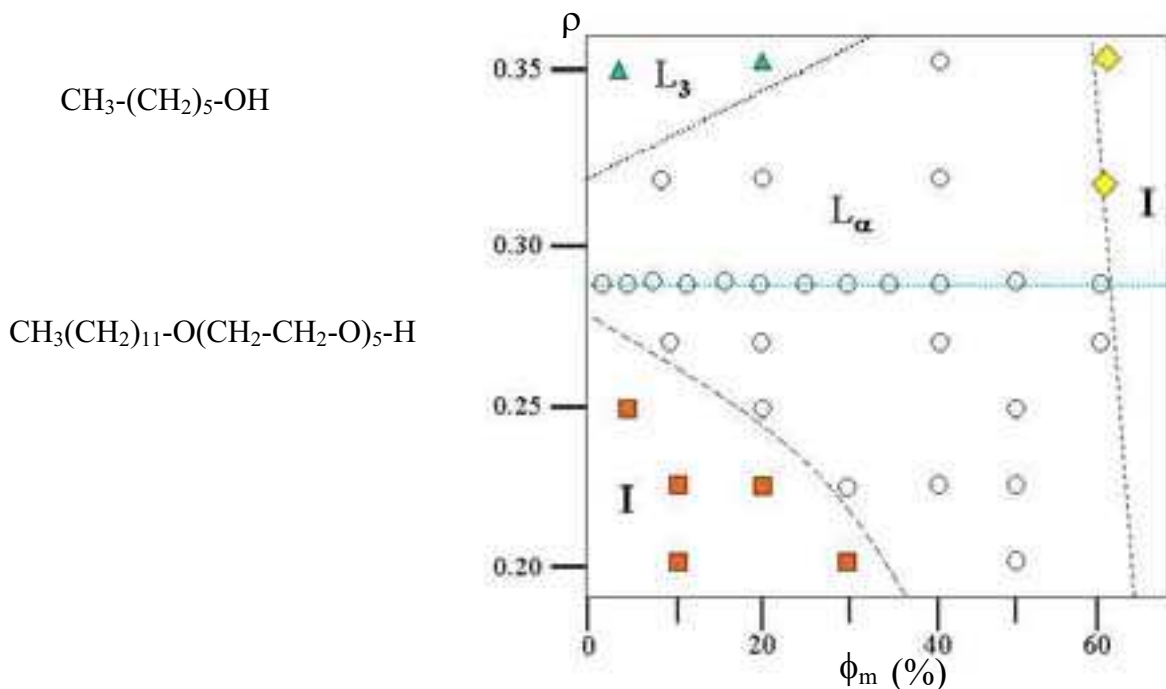 ρ
CH₃-(CH₂)₅-OH
0.35
L₃
I
Lα
0.30
CH₃(CH₂)₁₁-O(CH₂-CH₂-O)₅-H
0.25
I
0.20
0 20 40 60
ϕₘ (%)